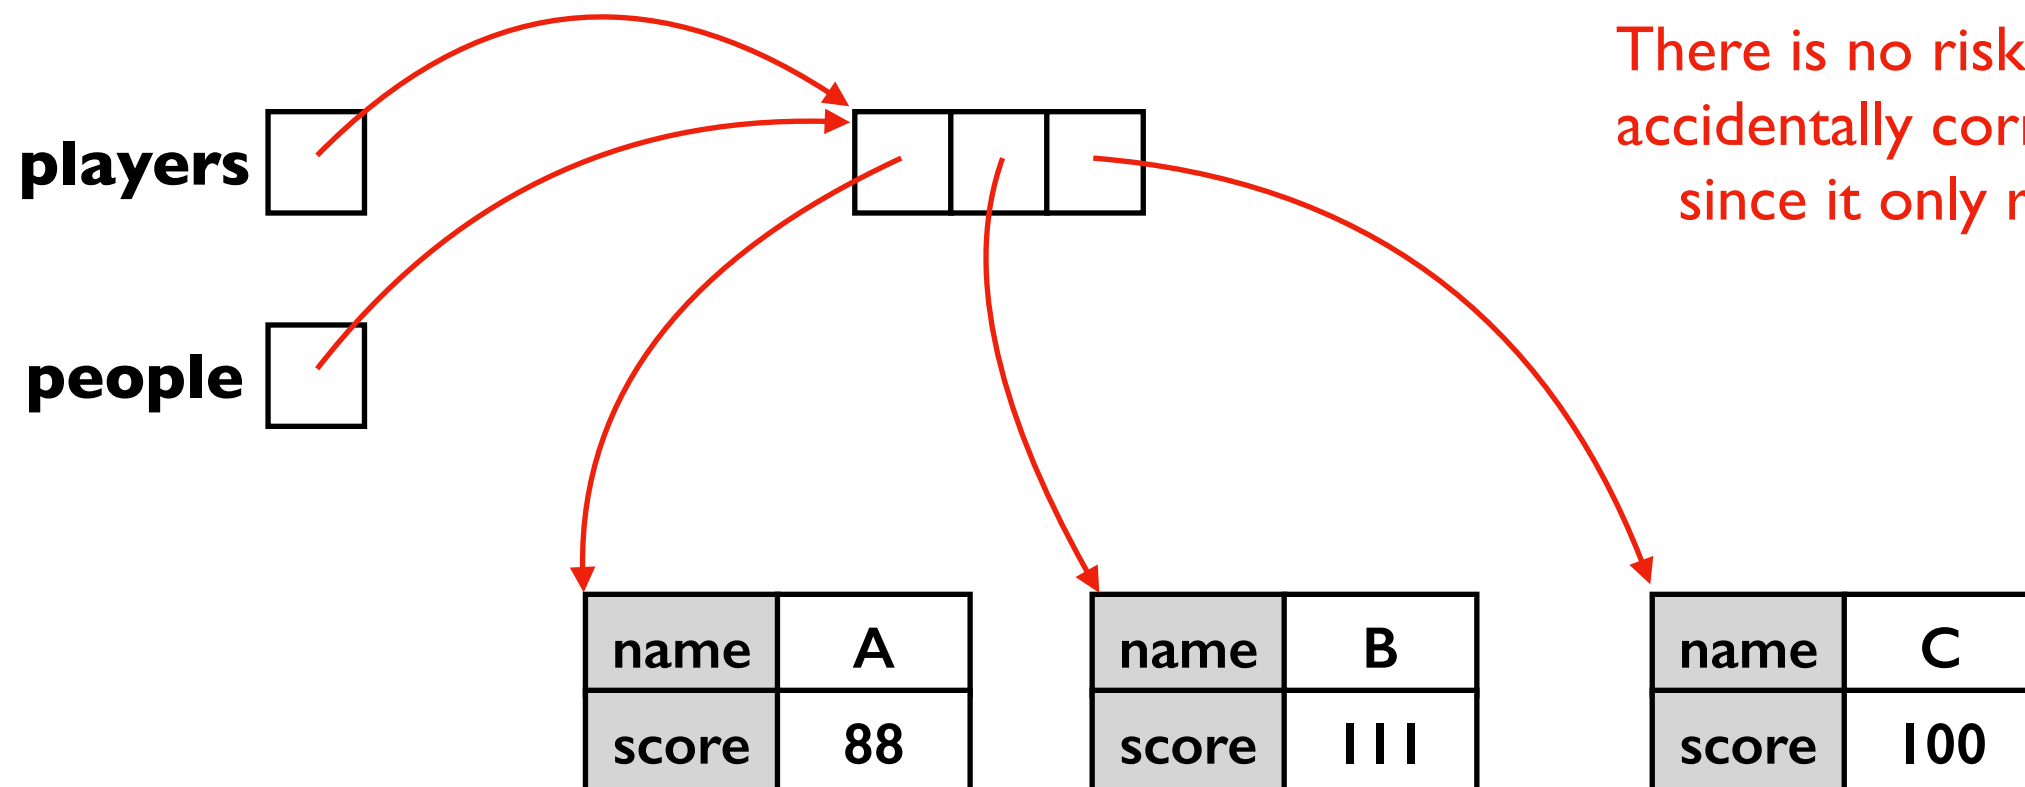 There is no risk
accidentally
since it only
players
people
name A name B name C
score 88 score 111 score 100